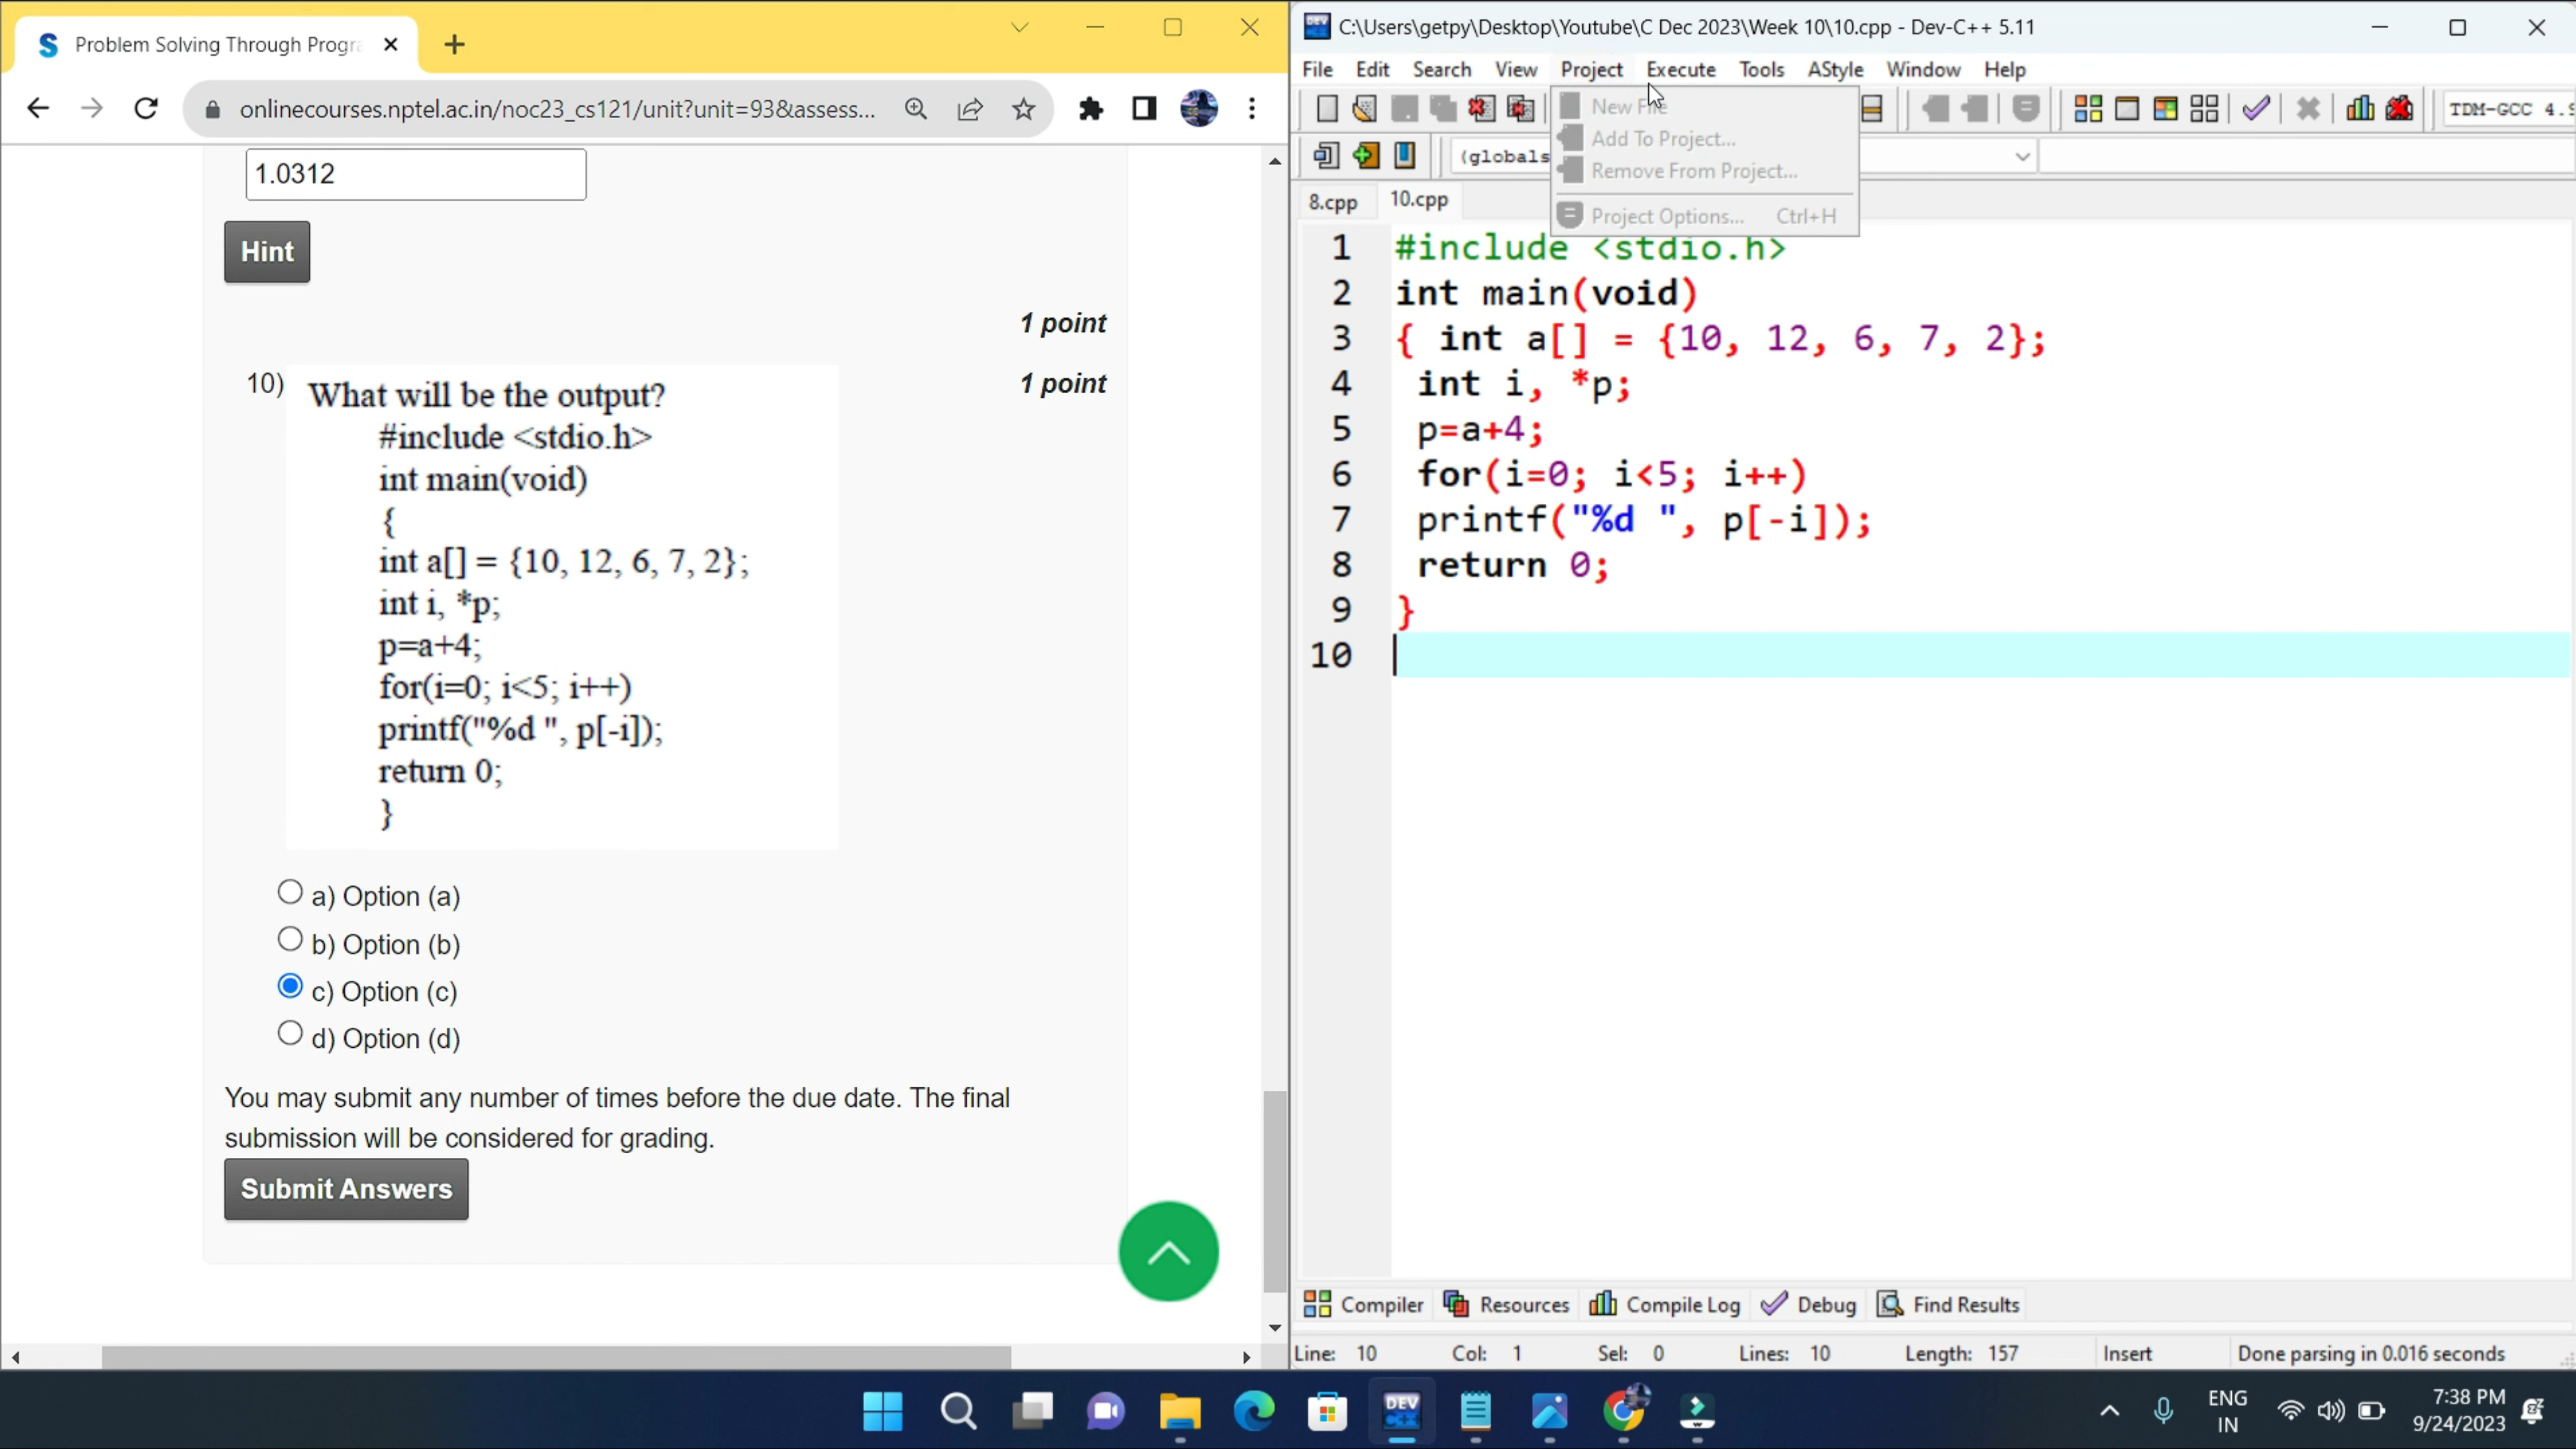 Problem Solving Through Progra
onlinecourses.nptel.ac.in/noc23_cs121/unit?unit=93&assess...
1.0312
Hint
1 point
10)
1 point
What will be the output?
#include <stdio.h>
int main(void)
{
int a[] = {10, 12, 6, 7, 2};
int i, *p;
p=a+4;
for(i=0; i<5; i++)
printf("%d ", p[-i]);
return 0;
}
a) Option (a)
b) Option (b)
c) Option (c)
d) Option (d)
You may submit any number of times before the due date. The final
submission will be considered for grading.
Submit Answers
C:\Users\getpy\Desktop\Youtube\C Dec 2023\Week 10\10.cpp - Dev-C++ 5.11
File Edit Search View Project Execute Tools AStyle Window Help
New File
Add To Project...
Remove From Project...
Project Options... Ctrl+H
TDM-GCC 4.9
(globals
8.cpp 10.cpp
1 #include <stdio.h>
2 int main(void)
3 { int a[] = {10, 12, 6, 7, 2};
4 int i, *p;
5 p=a+4;
6 for(i=0; i<5; i++)
7 printf("%d ", p[-i]);
8 return 0;
9 }
10
Compiler Resources Compile Log Debug Find Results
Line: 10 Col: 1 Sel: 0 Lines: 10 Length: 157 Insert Done parsing in 0.016 seconds
DEV C++
ENG
IN
7:38 PM
9/24/2023